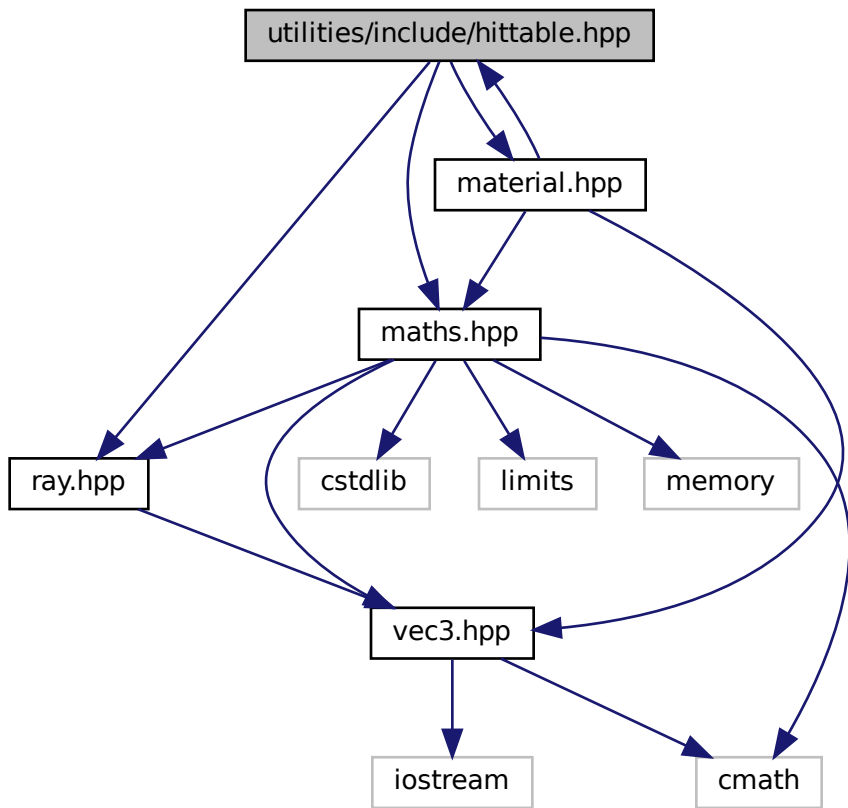 utilities/include/hittable.hpp
material.hpp
maths.hpp
ray.hpp
cstdlib
limits
memory
vec3.hpp
iostream
cmath